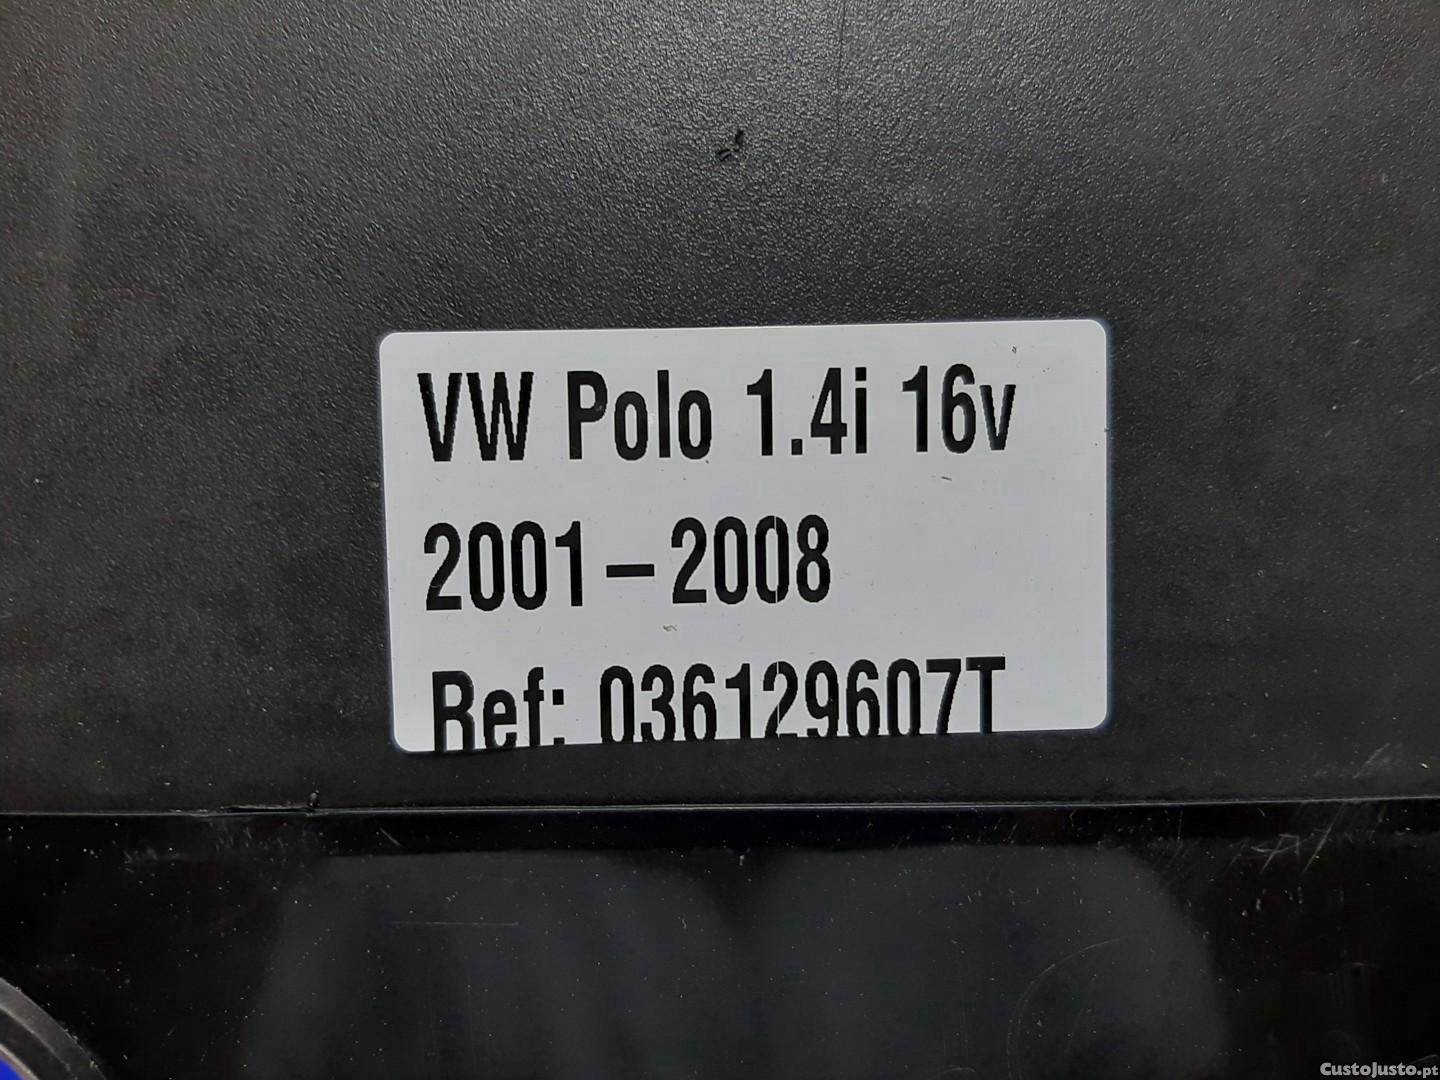 VW Polo 1.4i 16v
2001-2008
Ref: 036129607T
CustoJusto.pt